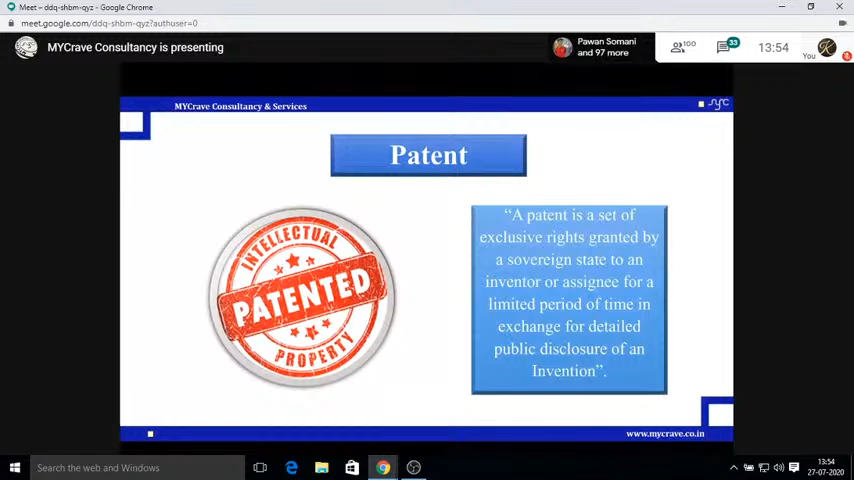 Meet – ddq-shbm-qyz - Google Chrome
meet.google.com/ddq-shbm-qyz?authuser=0
MYCrave Consultancy is presenting
Pawan Somani
and 97 more
100
33
13:54
You
MYCrave Consultancy & Services
Patent
INTELLECTUAL
PATENTED
PROPERTY
“A patent is a set of
exclusive rights granted by
a sovereign state to an
inventor or assignee for a
limited period of time in
exchange for detailed
public disclosure of an
Invention”.
www.mycrave.co.in
Search the web and Windows
13:54
27-07-2020